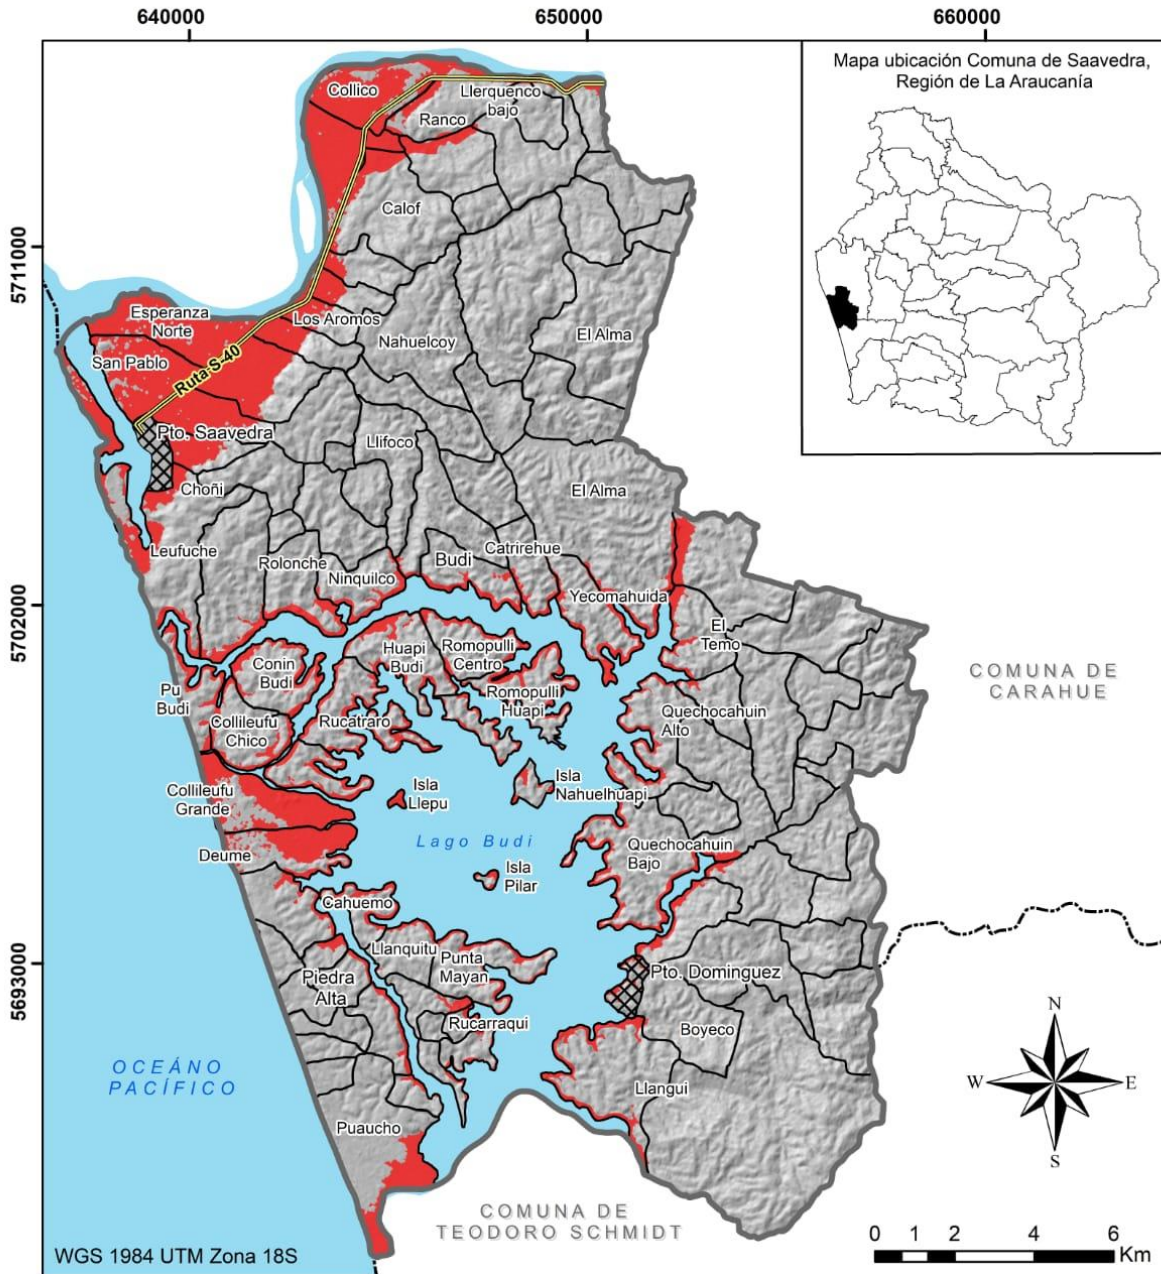 640000
650000
660000
Mapa ubicación Comuna de Saavedra,
Región de La Araucanía
Collico
Llerquenco
bajo
Ranco
Calof
5711000
Esperanza
Norte
Los Aromos
Nahuelcoy
El Alma
San Pablo
Ruta S-40
Pto. Saavedra
Llifoco
Choñi
El Alma
Leufuche
Rolonche
Ninquilco
Budi
Catrirehue
Yecomahuida
5702000
El
Temo
Conin
Budi
Huapi
Budi
Romopulli
Centro
COMUNA DE
CARAHUE
Pu
Budi
Collileufu
Chico
Rucatraro
Romopulli
Huapi
Quechocahuin
Alto
Collileufu
Grande
Isla
Llepu
Isla
Nahuelhuapi
Lago Budi
Deume
Quechocahuin
Bajo
Isla
Pilar
Cahuemo
Llanquitu
Punta
Mayan
5693000
Piedra
Alta
Pto. Dominguez
Rucarraqui
Boyeco
OCEÁNO
PACÍFICO
Llangui
Puaucho
N
W
E
S
COMUNA DE
TEODORO SCHMIDT
WGS 1984 UTM Zona 18S
0 1 2 4 6
Km